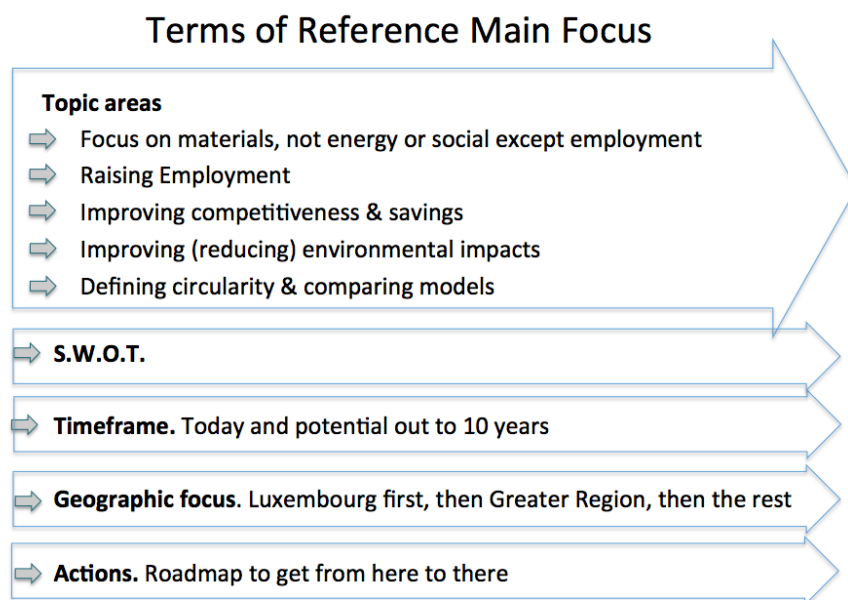 Terms of Reference Main Focus
Topic areas
Focus on materials, not energy or social except employment
Raising Employment
Improving competitiveness & savings
Improving (reducing) environmental impacts
Defining circularity & comparing models
S.W.O.T.
Timeframe. Today and potential out to 10 years
Geographic focus. Luxembourg first, then Greater Region, then the rest
Actions. Roadmap to get from here to there